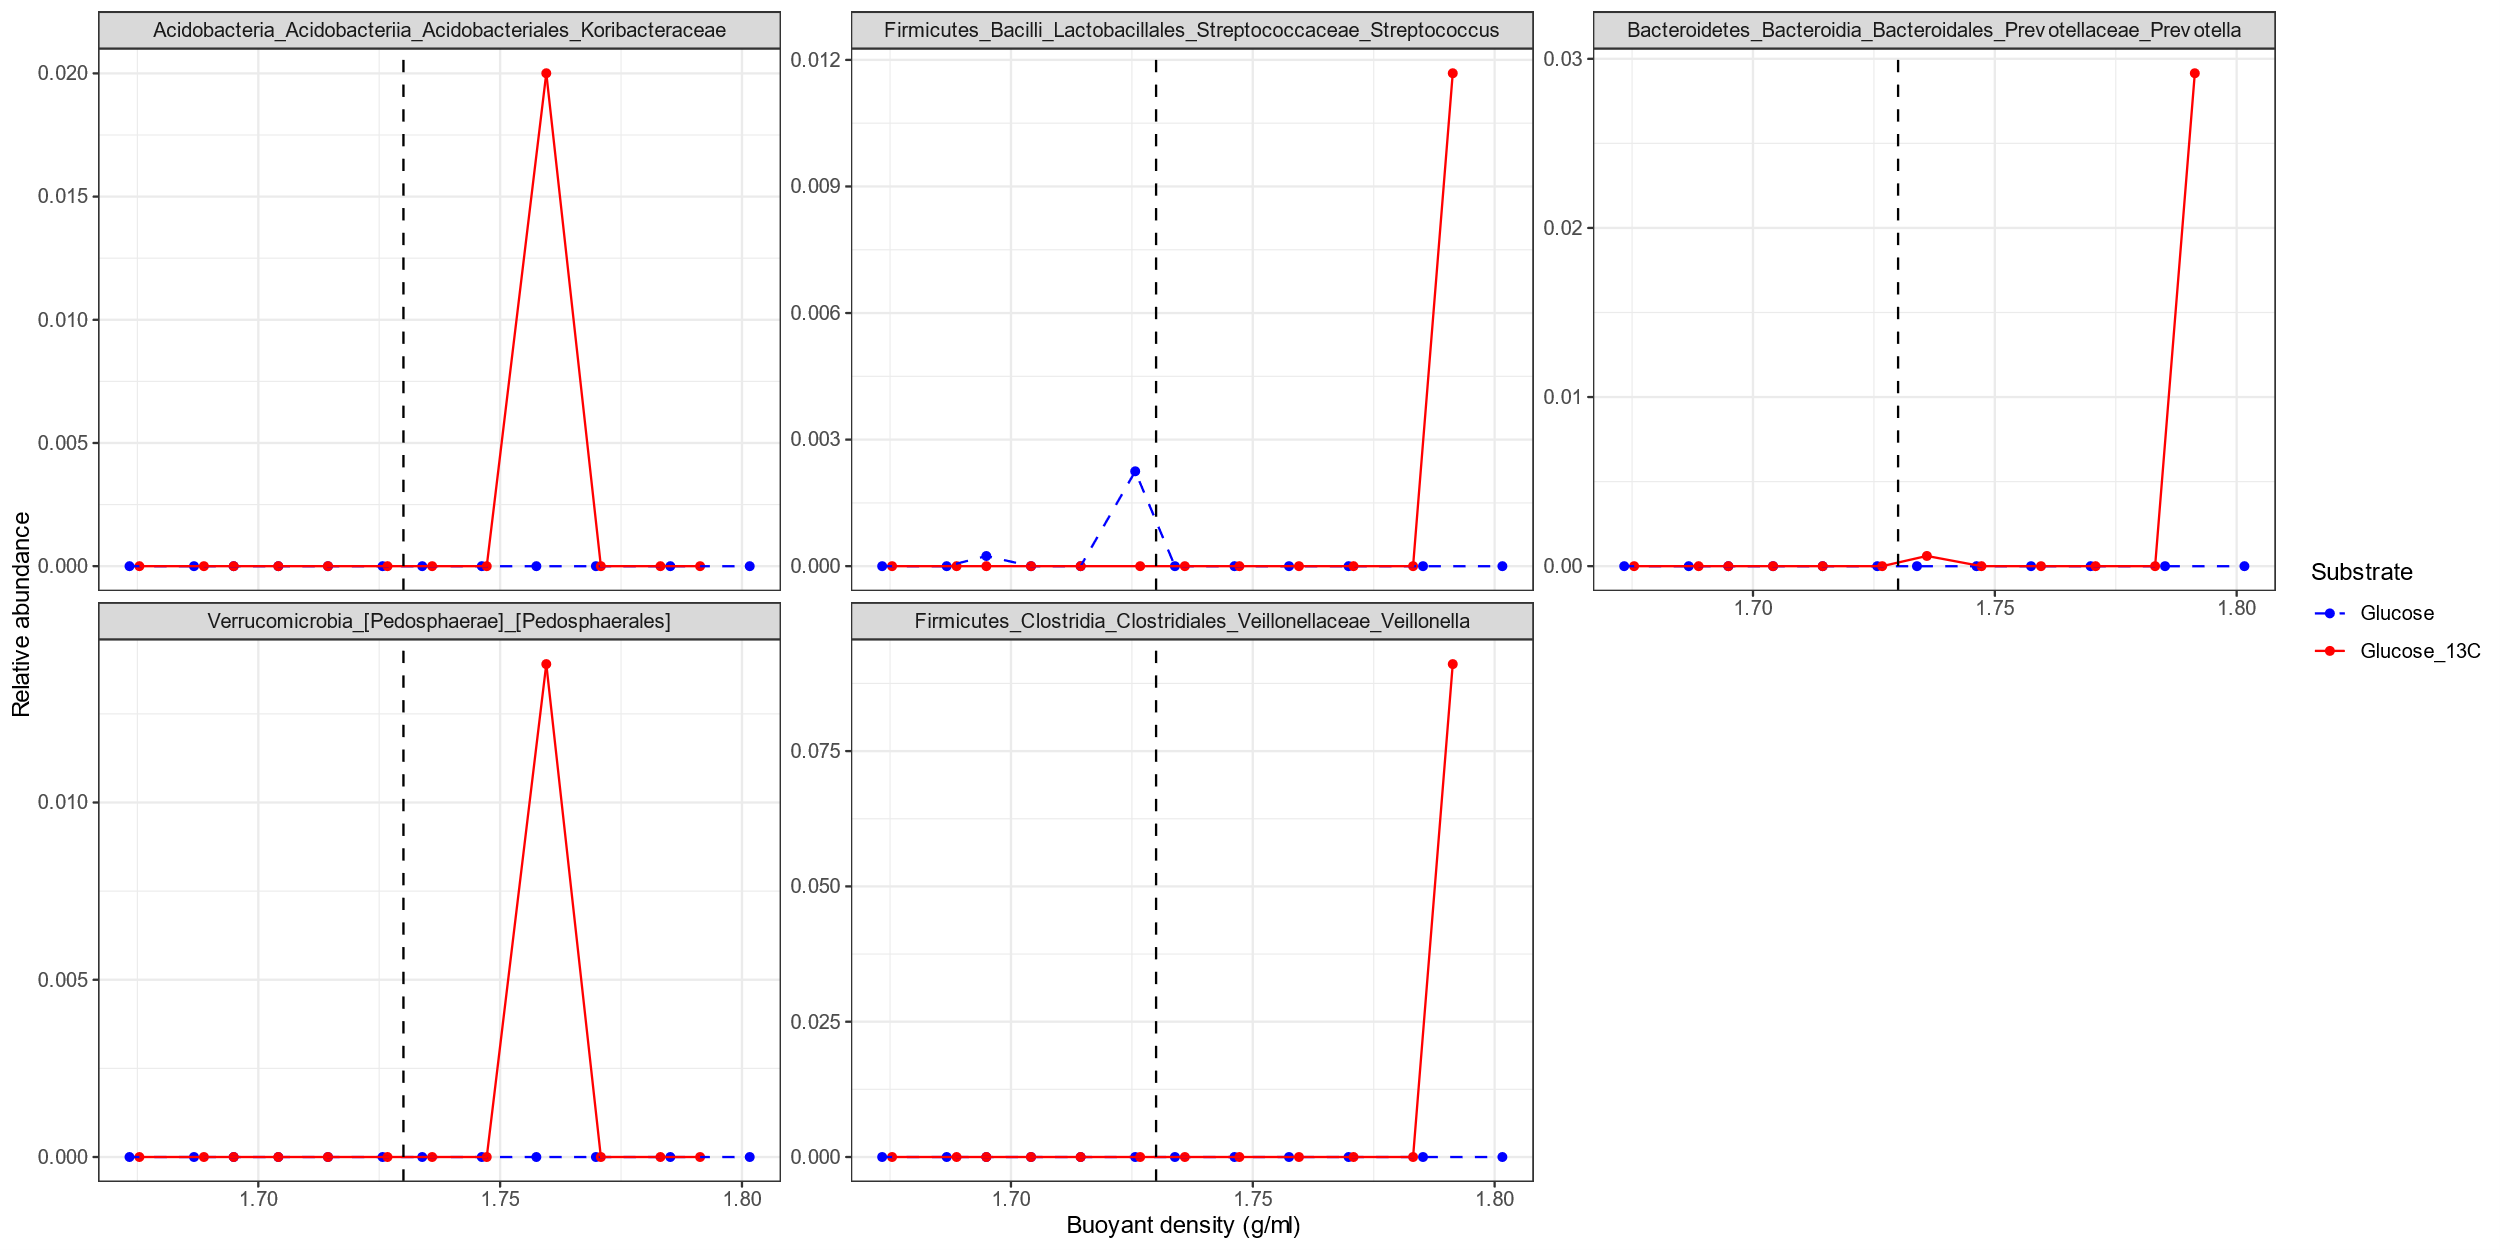 Acidobacteria_Acidobacteriia_Acidobacteriales_Koribacteraceae
Firmicutes_Bacilli_Lactobacillales_Streptococcaceae_Streptococcus
Bacteroidetes_Bacteroidia_Bacteroidales_Prevotellaceae_Prevotella
0.020
0.015
0.010
0.005
0.000
0.012
0.009
0.006
0.003
0.000
0.03
0.02
0.01
0.00
1.70 1.75 1.80
Verrucomicrobia_[Pedosphaerae]_[Pedosphaerales]
Firmicutes_Clostridia_Clostridiales_Veillonellaceae_Veillonella
0.010
0.005
0.000
0.075
0.050
0.025
0.000
1.70 1.75 1.80
1.70 1.75 1.80
Relative abundance
Buoyant density (g/ml)
Substrate
Glucose
Glucose_13C